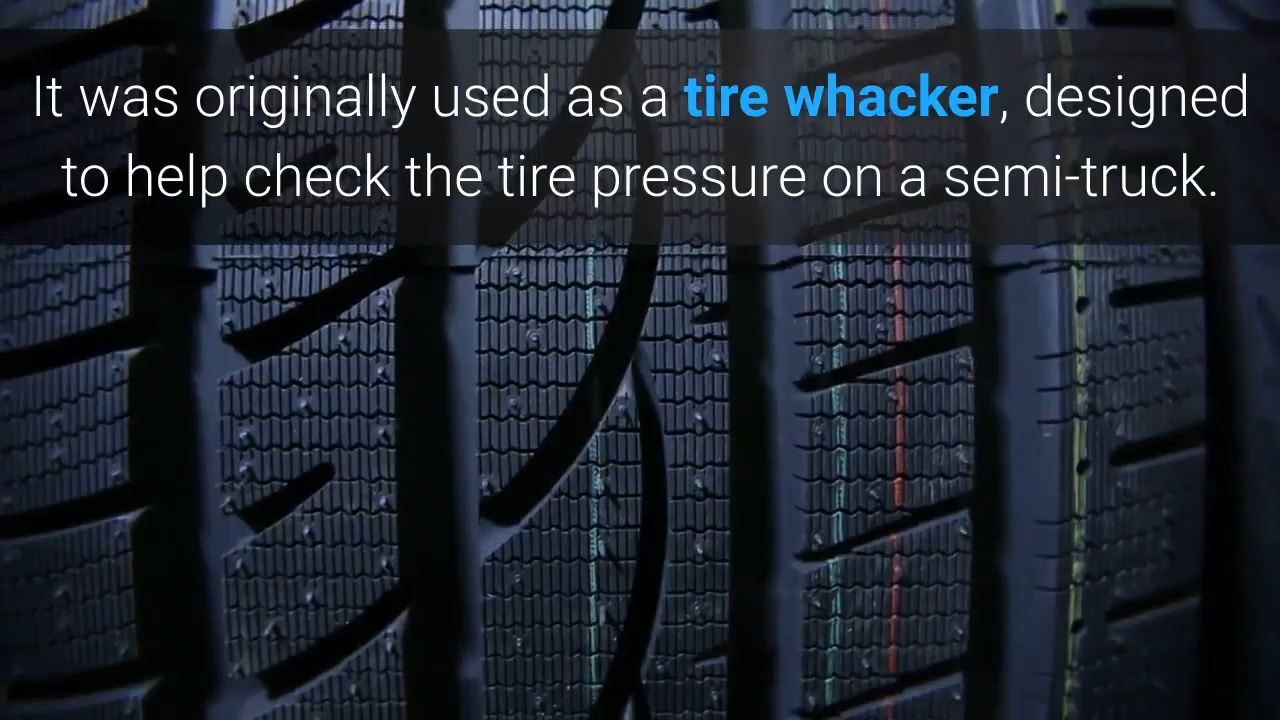 It was originally used as a tire whacker, designed
to help check the tire pressure on a semi-truck.